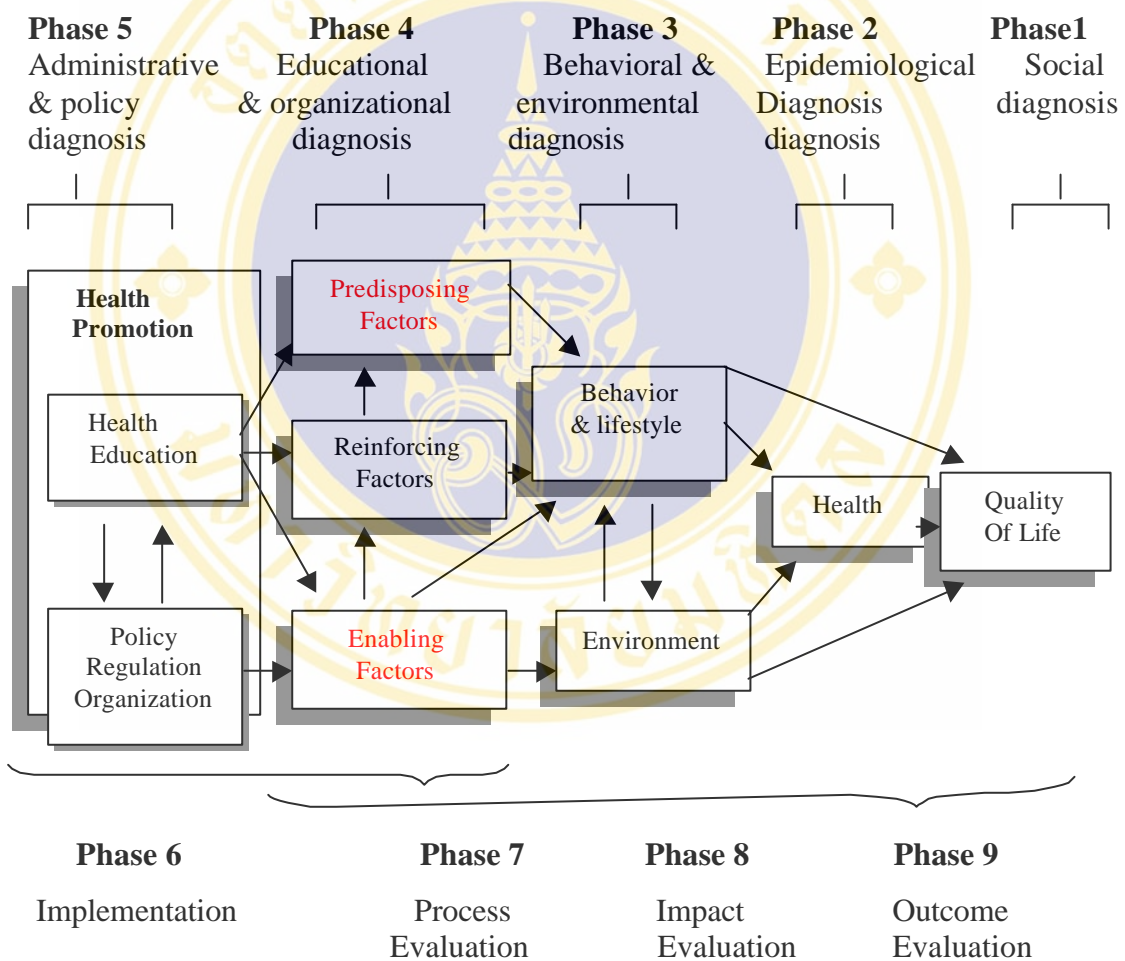 Phase 5
Administrative
& policy
diagnosis
Phase 4
Educational
& organizational
diagnosis
Phase 3
Behavioral &
environmental
diagnosis
Phase 2
Epidemiological
Diagnosis
diagnosis
Phase1
Social
diagnosis
Health
Promotion
Health
Education
Policy
Regulation
Organization
Predisposing
Factors
Reinforcing
Factors
Enabling
Factors
Behavior
& lifestyle
Environment
Health
Quality
Of Life
Phase 6
Implementation
Phase 7
Process
Evaluation
Phase 8
Impact
Evaluation
Phase 9
Outcome
Evaluation